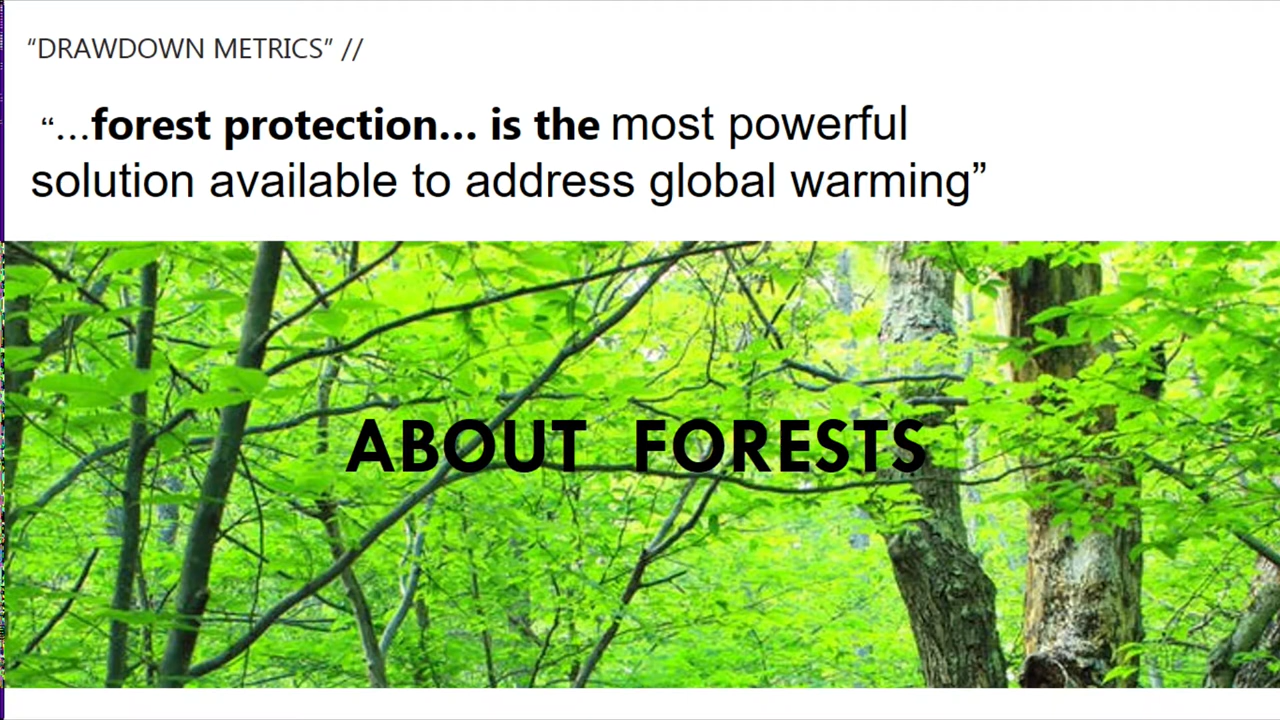 “DRAWDOWN METRICS” //
“…forest protection… is the most powerful
solution available to address global warming”
ABOUT FORESTS